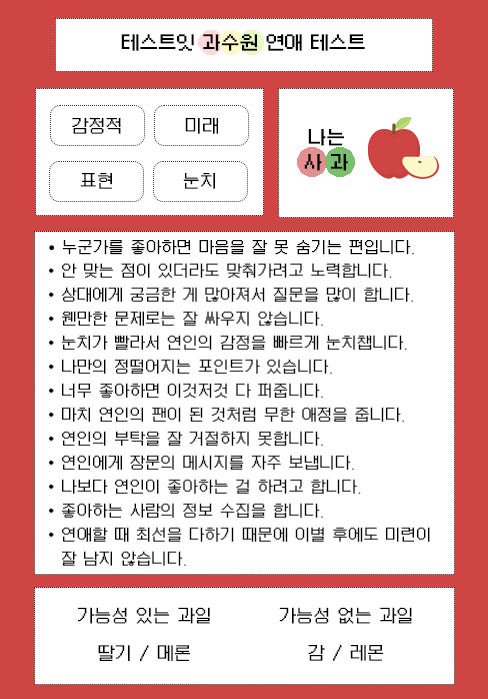 테스트잇 과수원 연애 테스트
감정적 미래
표현 눈치
나는
사과
• 누군가를 좋아하면 마음을 잘 못 숨기는 편입니다.
• 안 맞는 점이 있더라도 맞춰가려고 노력합니다.
• 상대에게 궁금한 게 많아져서 질문을 많이 합니다.
• 웬만한 문제로는 잘 싸우지 않습니다.
• 눈치가 빨라서 연인의 감정을 빠르게 눈치챕니다.
• 나만의 정떨어지는 포인트가 있습니다.
• 너무 좋아하면 이것저것 다 퍼줍니다.
• 마치 연인의 팬이 된 것처럼 무한 애정을 줍니다.
• 연인의 부탁을 잘 거절하지 못합니다.
• 연인에게 장문의 메시지를 자주 보냅니다.
• 나보다 연인이 좋아하는 걸 하려고 합니다.
• 좋아하는 사람의 정보 수집을 합니다.
• 연애할 때 최선을 다하기 때문에 이별 후에도 미련이
잘 남지 않습니다.
가능성 있는 과일 가능성 없는 과일
딸기 / 메론 감 / 레몬